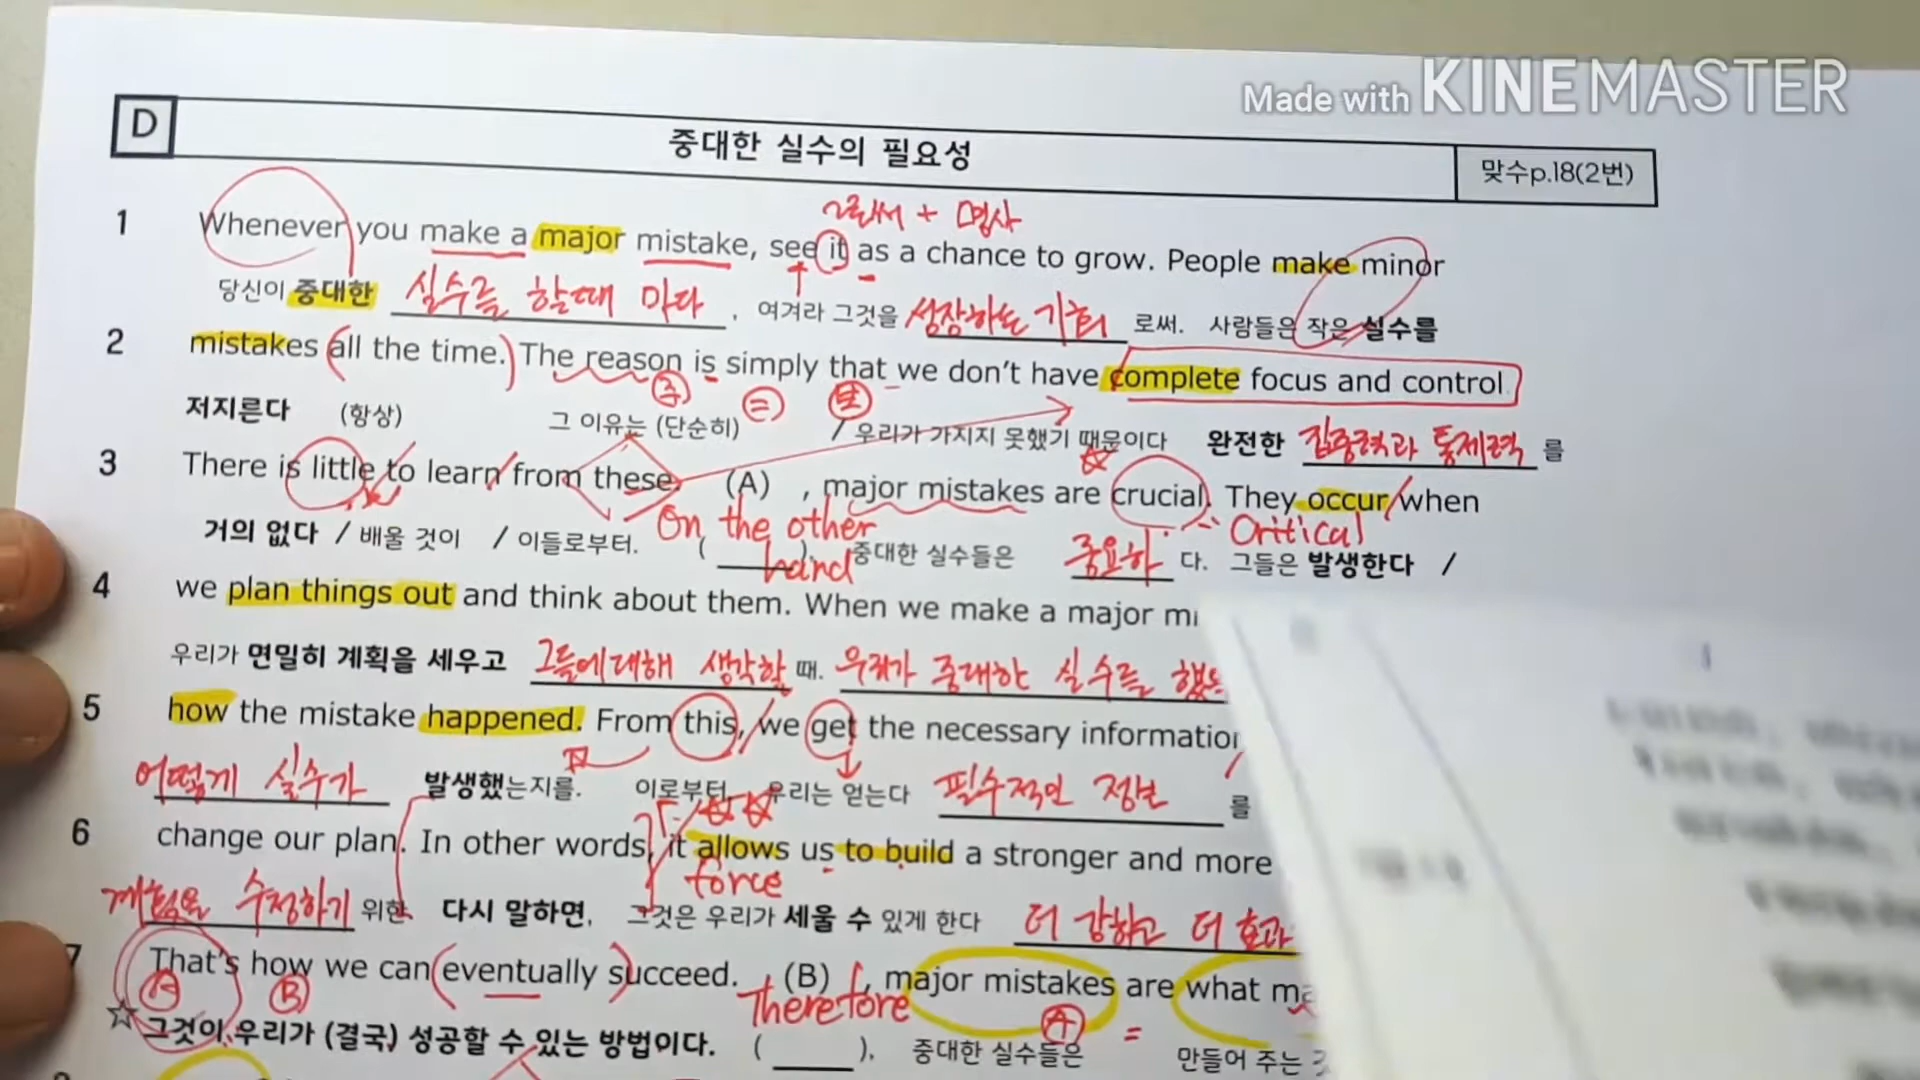 Made with KINEMASTER
D
중대한 실수의 필요성
맞수p.18(2번)
그로써 + 명사
1 Whenever you make a major mistake, see it as a chance to grow. People make minor
당신이 중대한 실수를 할때 마다, 여겨라 그것을 성장하는 기회 로써. 사람들은 작은 실수를
2 mistakes all the time. The reason is simply that we don't have complete focus and control.
주 = 보
저지른다 (항상) 그 이유는 (단순히) / 우리가 가지지 못했기 때문이다 완전한 집중력과 통제력 를
3 There is little to learn from these. (A) , major mistakes are crucial. They occur when
On the other hand
Critical
거의 없다 / 배울 것이 / 이들로부터. ( ), 중대한 실수들은 중요하 다. 그들은 발생한다 /
4 we plan things out and think about them. When we make a major mi
우리가 면밀히 계획을 세우고 그들에대해 생각할 때. 우리가 중대한 실수를 했
5 how the mistake happened. From this, we get the necessary information
어떻게 실수가 발생했는지를. 이로부터 우리는 얻는다 필수적인 정보 를
6 change our plan. In other words, it allows us to build a stronger and more
force
계획을 수정하기 위한. 다시 말하면, 그것은 우리가 세울 수 있게 한다 더 강하고 더 효과
7 That's how we can eventually succeed. (B) , major mistakes are what ma
A B Therefore A =
☆ 그것이 우리가 (결국) 성공할 수 있는 방법이다. ( ), 중대한 실수들은 만들어 주는